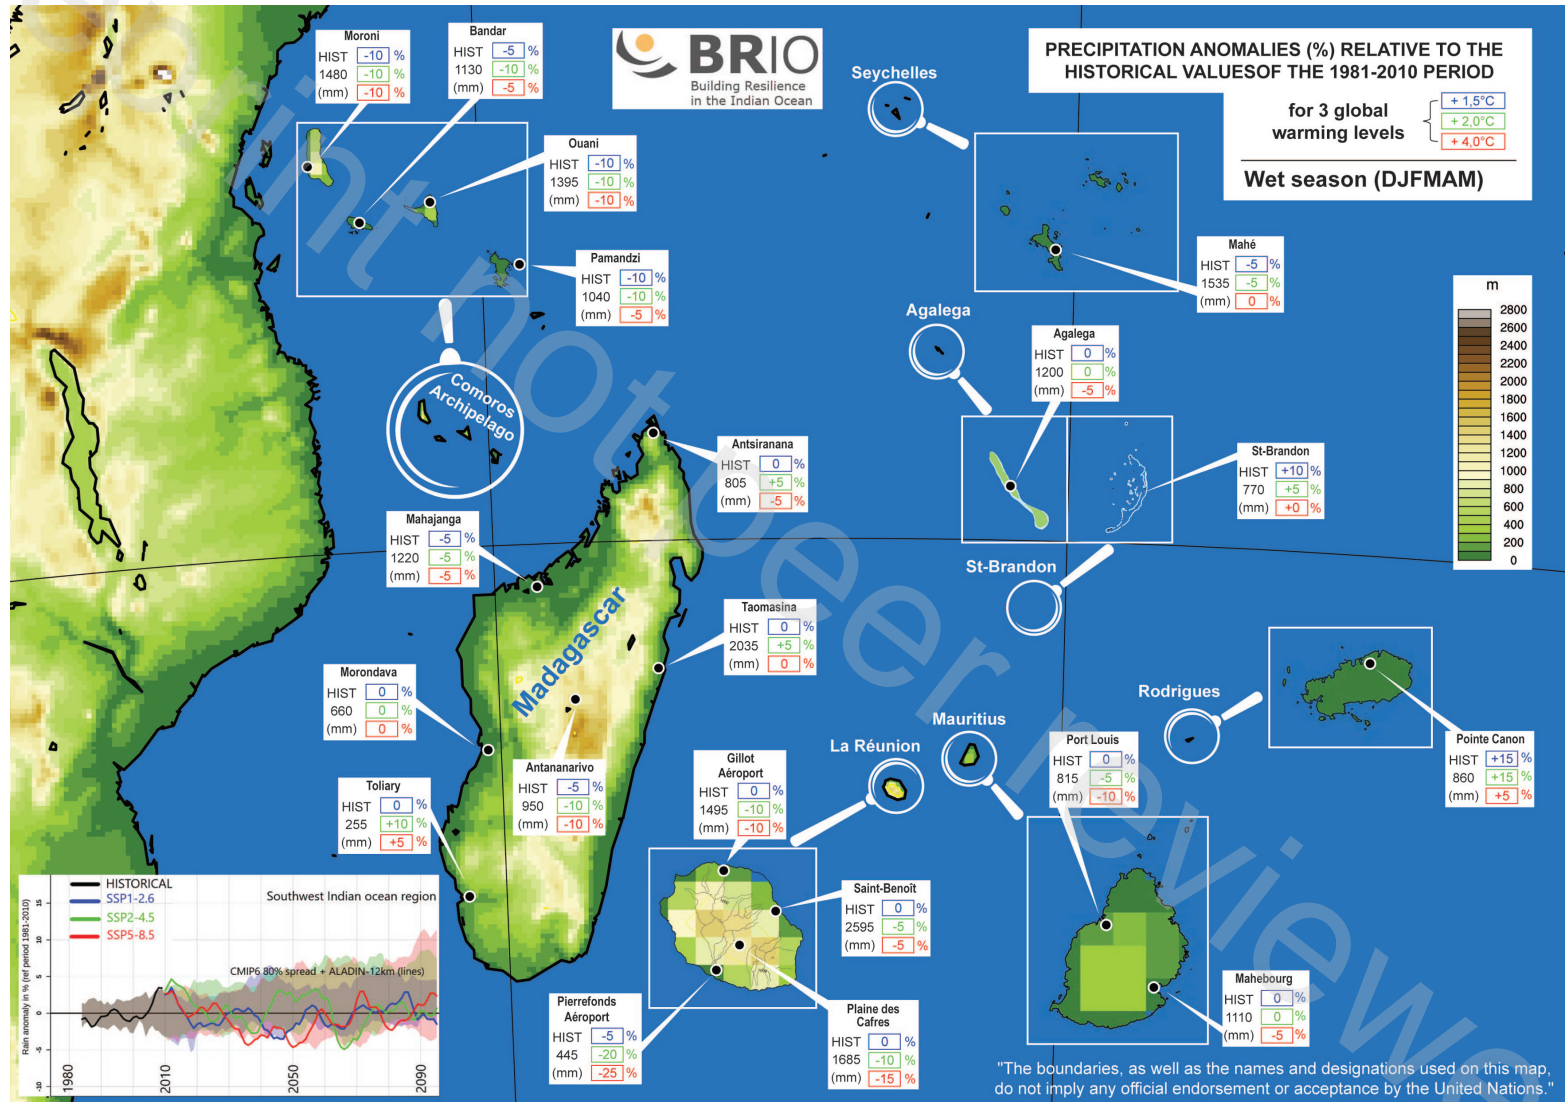 Moroni
HIST -10 %
1480 -10 %
(mm) -10 %
Bandar
HIST -5 %
1130 -10 %
(mm) -5 %
Ouani
HIST -10 %
1395 -10 %
(mm) -10 %
Pamandzi
HIST -10 %
1040 -10 %
(mm) -5 %
BRIO
Building Resilience
in the Indian Ocean
Seychelles
PRECIPITATION ANOMALIES (%) RELATIVE TO THE
HISTORICAL VALUESOF THE 1981-2010 PERIOD
for 3 global
warming levels
+ 1,5°C
+ 2,0°C
+ 4,0°C
Wet season (DJFMAM)
Mahé
HIST -5 %
1535 -5 %
(mm) 0 %
Agalega
Agalega
HIST 0 %
1200 0 %
(mm) -5 %
St-Brandon
HIST +10 %
770 +5 %
(mm) +0 %
St-Brandon
m
2800
2600
2400
2200
2000
1800
1600
1400
1200
1000
800
600
400
200
0
Comoros
Archipelago
Antsiranana
HIST 0 %
805 +5 %
(mm) -5 %
Mahajanga
HIST -5 %
1220 -5 %
(mm) -5 %
Madagascar
Taomasina
HIST 0 %
2035 +5 %
(mm) 0 %
Morondava
HIST 0 %
660 0 %
(mm) 0 %
Antananarivo
HIST -5 %
950 -10 %
(mm) -10 %
Toliary
HIST 0 %
255 +10 %
(mm) +5 %
La Réunion
Mauritius
Rodrigues
Gillot
Aéroport
HIST 0 %
1495 -10 %
(mm) -10 %
Saint-Benoît
HIST 0 %
2595 -5 %
(mm) -5 %
Pierrefonds
Aéroport
HIST -5 %
445 -20 %
(mm) -25 %
Plaine des
Cafres
HIST 0 %
1685 -10 %
(mm) -15 %
Port Louis
HIST 0 %
815 -5 %
(mm) -10 %
Mahebourg
HIST 0 %
1110 0 %
(mm) -5 %
Pointe Canon
HIST +15 %
860 +15 %
(mm) +5 %
HISTORICAL
SSP1-2.6
SSP2-4.5
SSP5-8.5
Southwest Indian ocean region
CMIP6 80% spread + ALADIN-12km (lines)
Rain anomaly in % (ref period 1981-2010)
15
10
5
0
-5
-10
1980
2010
2050
2090
"The boundaries, as well as the names and designations used on this map,
do not imply any official endorsement or acceptance by the United Nations."
not peer review